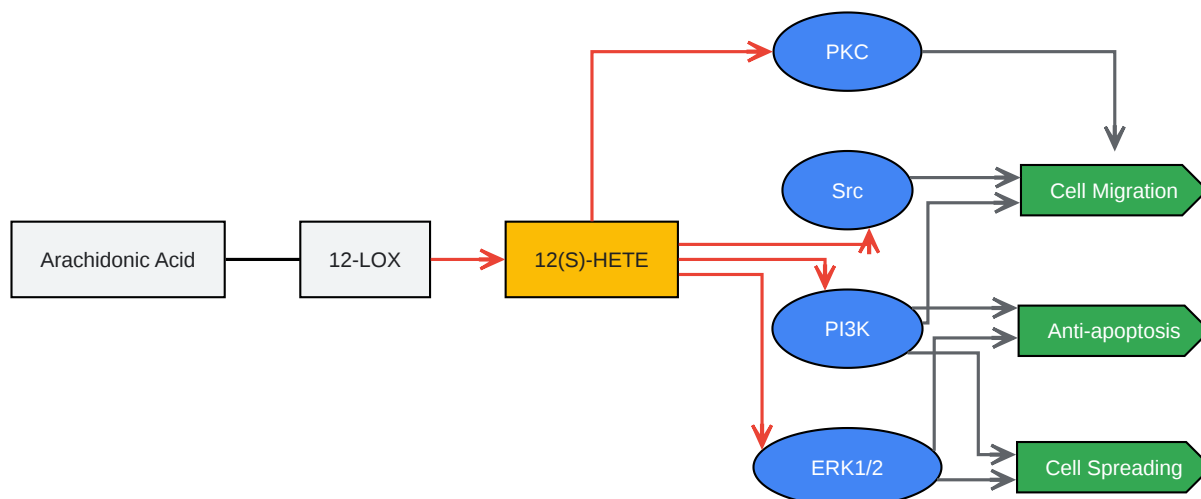 PKC
Src
Cell Migration
Arachidonic Acid
12-LOX
12(S)-HETE
PI3K
Anti-apoptosis
ERK1/2
Cell Spreading